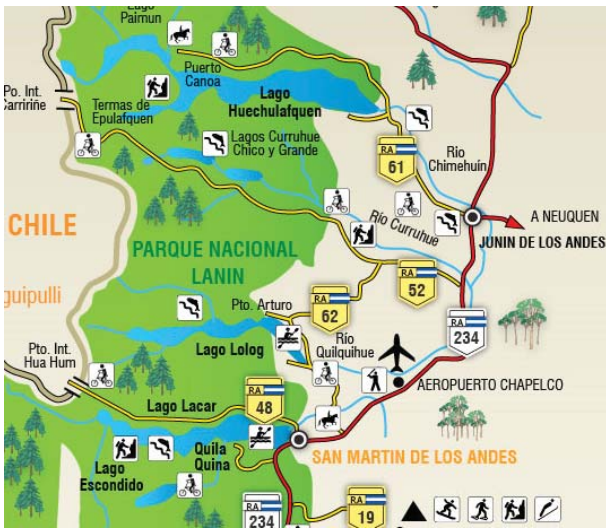 Lago
Paimun
Puerto
Canoa
Po. Int.
Carririñe
Termas de
Epulafquen
Lago
Huechulafquen
Lagos Curruhue
Chico y Grande
RA
61
Río
Chimehuín
A NEUQUEN
JUNIN DE LOS ANDES
CHILE
PARQUE NACIONAL
LANIN
Río Curruhue
guipulli
RA
52
RA
62
Pto. Arturo
RA
234
Lago Lolog
Río
Quilquihue
Pto. Int.
Hua Hum
AEROPUERTO CHAPELCO
Lago Lacar
RA
48
Quila
Quina
SAN MARTIN DE LOS ANDES
Lago
Escondido
RA
234
RA
19